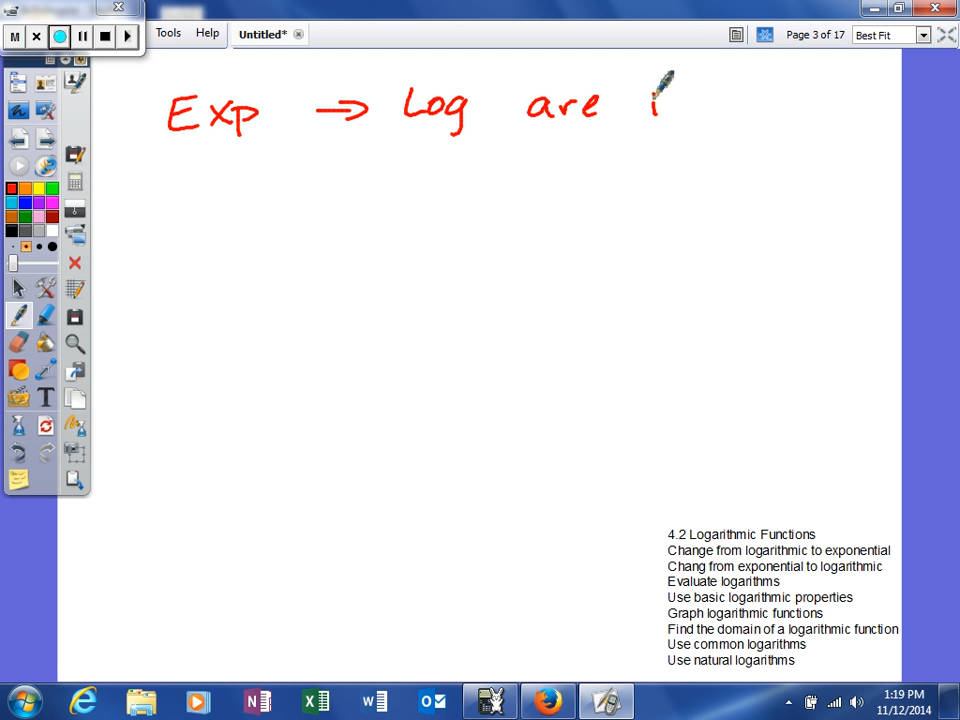 M
Tools Help Untitled* Page 3 of 17 Best Fit
Exp → Log are i
T
4.2 Logarithmic Functions
Change from logarithmic to exponential
Chang from exponential to logarithmic
Evaluate logarithms
Use basic logarithmic properties
Graph logarithmic functions
Find the domain of a logarithmic function
Use common logarithms
Use natural logarithms
1:19 PM
11/12/2014